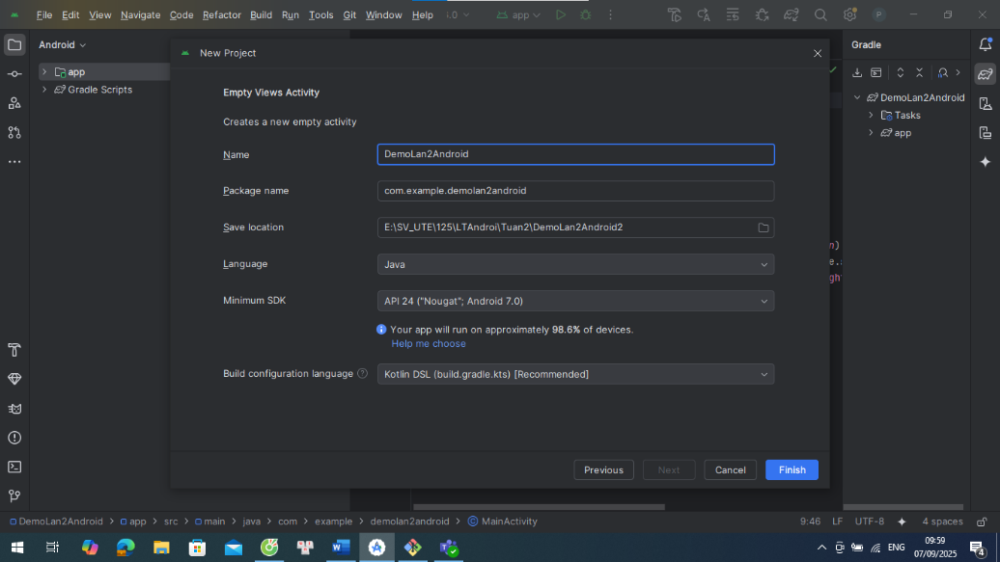 File Edit View Navigate Code Refactor Build Run Tools Git Window Help
app
P
Android
app
Gradle Scripts
New Project
Empty Views Activity
Creates a new empty activity
Name
DemoLan2Android
Package name
com.example.demolan2android
Save location
E:\SV_UTE\125\LTAndroi\Tuan2\DemoLan2Android2
Language
Java
Minimum SDK
API 24 ("Nougat"; Android 7.0)
Your app will run on approximately 98.6% of devices.
Help me choose
Build configuration language
Kotlin DSL (build.gradle.kts) [Recommended]
Previous Next Cancel Finish
Gradle
DemoLan2Android
Tasks
app
DemoLan2Android > app > src > main > java > com > example > demolan2android > MainActivity
9:46 LF UTF-8 4 spaces
ENG
09:59
07/09/2025
4